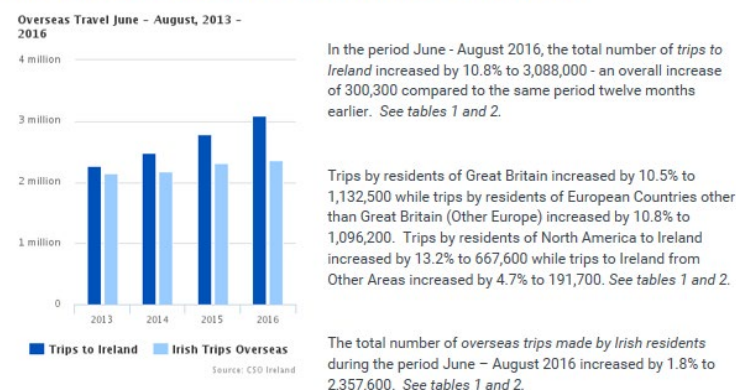 Overseas Travel June - August, 2013 -
2016
4 million
3 million
2 million
1 million
0
2013
2014
2015
2016
Trips to Ireland
Irish Trips Overseas
Source: CSO Ireland
In the period June - August 2016, the total number of trips to
Ireland increased by 10.8% to 3,088,000 - an overall increase
of 300,300 compared to the same period twelve months
earlier. See tables 1 and 2.
Trips by residents of Great Britain increased by 10.5% to
1,132,500 while trips by residents of European Countries other
than Great Britain (Other Europe) increased by 10.8% to
1,096,200. Trips by residents of North America to Ireland
increased by 13.2% to 667,600 while trips to Ireland from
Other Areas increased by 4.7% to 191,700. See tables 1 and 2.
The total number of overseas trips made by Irish residents
during the period June – August 2016 increased by 1.8% to
2,357,600. See tables 1 and 2.